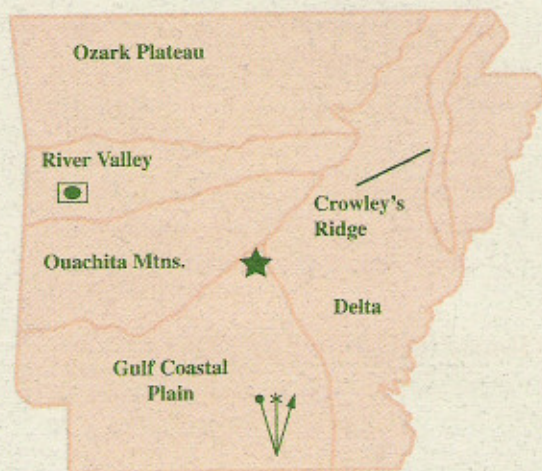 Ozark Plateau
River Valley
Crowley's
Ridge
Ouachita Mtns.
Delta
Gulf Coastal
Plain